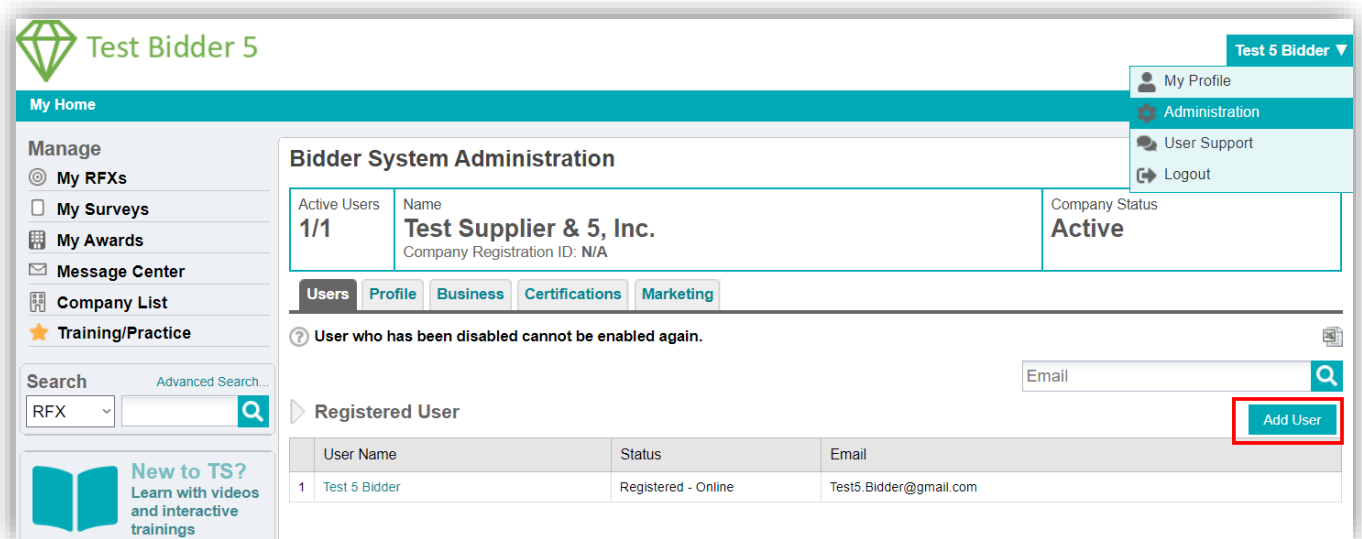 Test Bidder 5
Test 5 Bidder ▼
My Profile
Administration
User Support
Logout
My Home
Manage
My RFXs
My Surveys
My Awards
Message Center
Company List
Training/Practice
Search
Advanced Search...
RFX
New to TS?
Learn with videos
and interactive
trainings
Bidder System Administration
Active Users
1/1
Name
Test Supplier & 5, Inc.
Company Registration ID: N/A
Company Status
Active
Users Profile Business Certifications Marketing
? User who has been disabled cannot be enabled again.
Email
Registered User
Add User
User Name Status Email
1 Test 5 Bidder Registered - Online Test5.Bidder@gmail.com